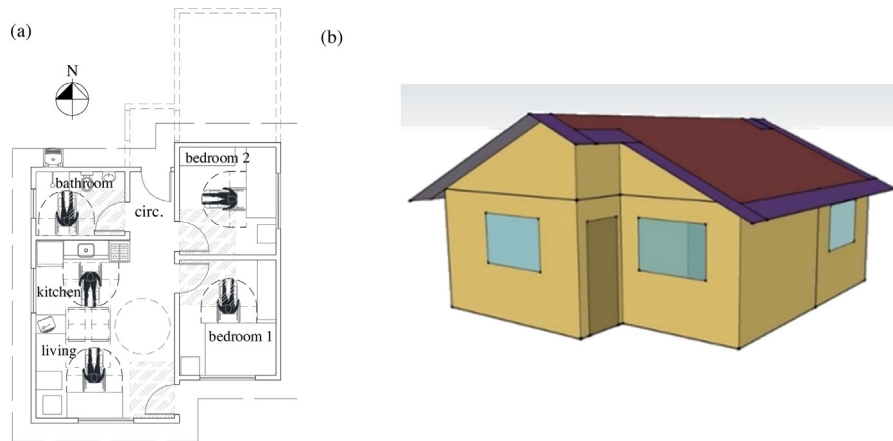 (a)
(b)
N
bedroom 2
bathroom
circ.
kitchen
bedroom 1
living